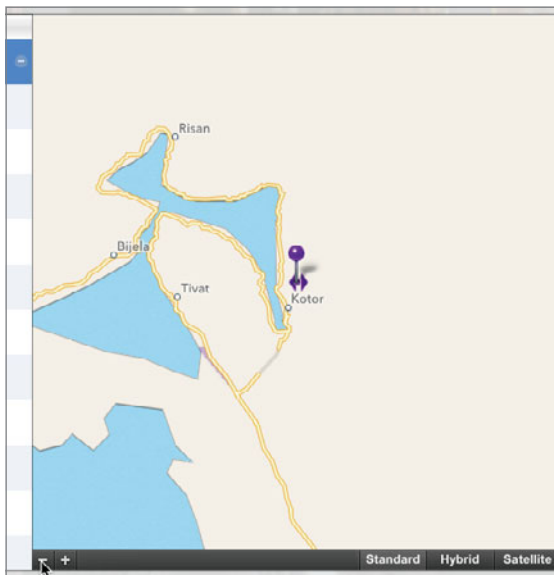 Risan
Bijela
Tivat
Kotor
− + Standard Hybrid Satellite